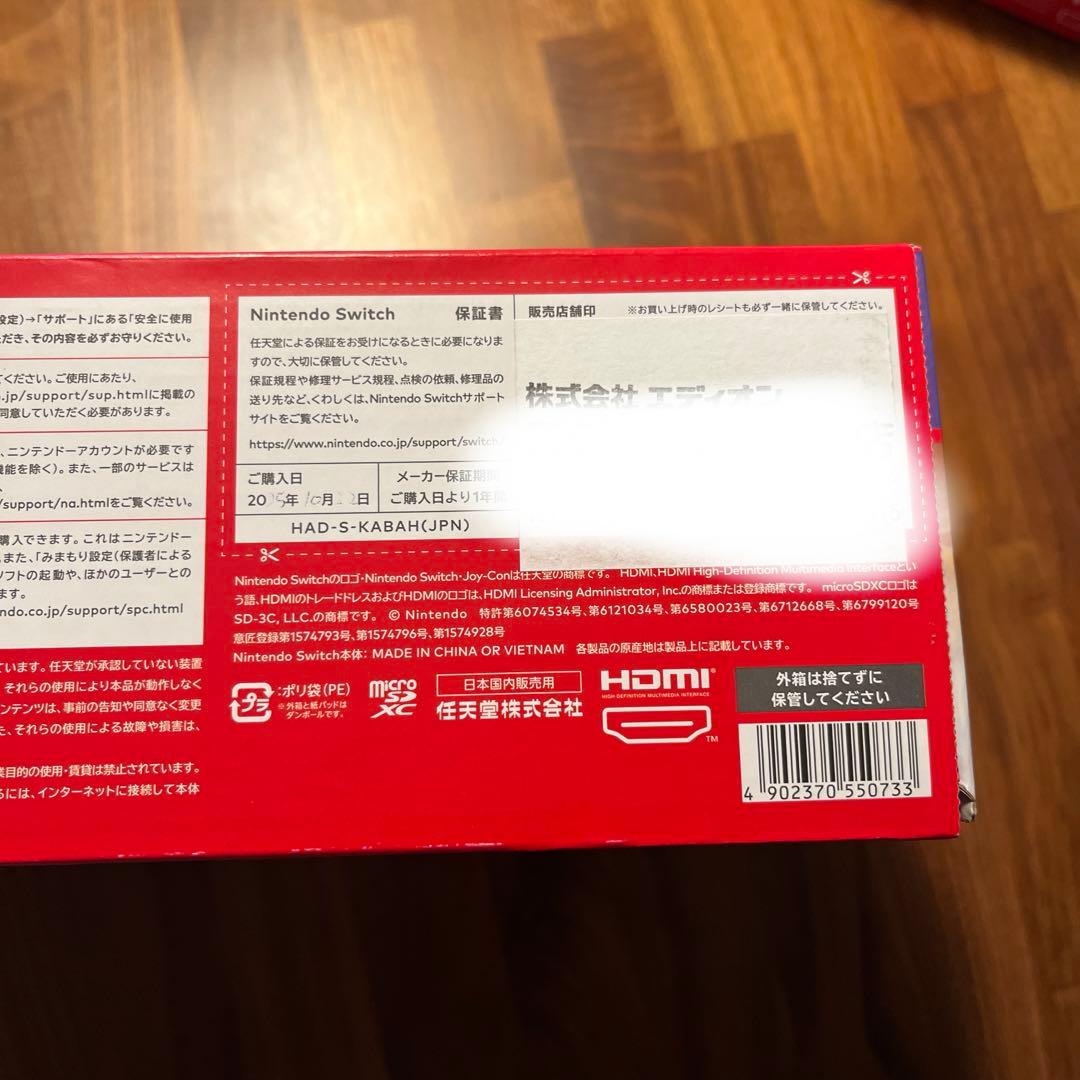 設定)→「サポート」にある「安全に使用
ただき、その内容を必ずお守りください。
ください。ご使用にあたり、
.jp/support/sup.htmlに掲載の
同意していただく必要があります。
、ニンテンドーアカウントが必要です
機能を除く)。また、一部のサービスは
/support/na.htmlをご覧ください。
購入できます。これはニンテンドー
また、「みまもり設定(保護者による
ソフトの起動や、ほかのユーザーとの
ます。
ndo.co.jp/support/spc.html
ています。任天堂が承認していない装置
それらの使用により本品が動作しなく
ンテンツは、事前の告知や同意なく変更
た、それらの使用による故障や損害は、
業目的の使用・賃貸は禁止されています。
るには、インターネットに接続して本体
Nintendo Switch 保証書
任天堂による保証をお受けになるときに必要になりま
すので、大切に保管してください。
保証規程や修理サービス規程、点検の依頼、修理品の
送り先など、くわしくは、Nintendo Switchサポート
サイトをご覧ください。
https://www.nintendo.co.jp/support/switch/
ご購入日
2025年 10月 日
メーカー保証期間
ご購入日より1年間
HAD-S-KABAH(JPN)
販売店舗印 ※お買い上げ時のレシートも必ず一緒に保管してください。
株式会社 エディオン
Nintendo Switchのロゴ・Nintendo Switch・Joy-Conは任天堂の商標です。 HDMI、HDMI High-Definition Multimedia Interfaceとい
う語、HDMIのトレードドレスおよびHDMIのロゴは、HDMI Licensing Administrator, Inc.の商標または登録商標です。 microSDXCロゴは
SD-3C, LLC.の商標です。 © Nintendo 特許第6074534号、第6121034号、第6580023号、第6712668号、第6799120号
意匠登録第1574793号、第1574796号、第1574928号
Nintendo Switch本体: MADE IN CHINA OR VIETNAM 各製品の原産地は製品上に記載しています。
プラ
:ポリ袋(PE)
※外箱と紙パッドは
ダンボールです。
micro
SD
XC
日本国内販売用
任天堂株式会社
HDMI®
HIGH-DEFINITION MULTIMEDIA INTERFACE
TM
外箱は捨てずに
保管してください
4 902370 550733